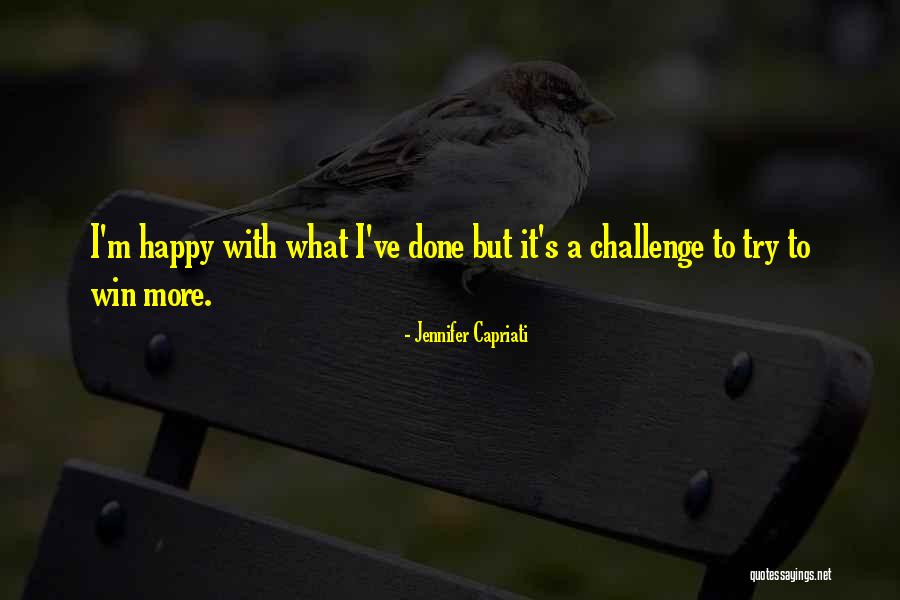 I'm happy with what I've done but it's a challenge to try to
win more.
- Jennifer Capriati
quotessayings.net